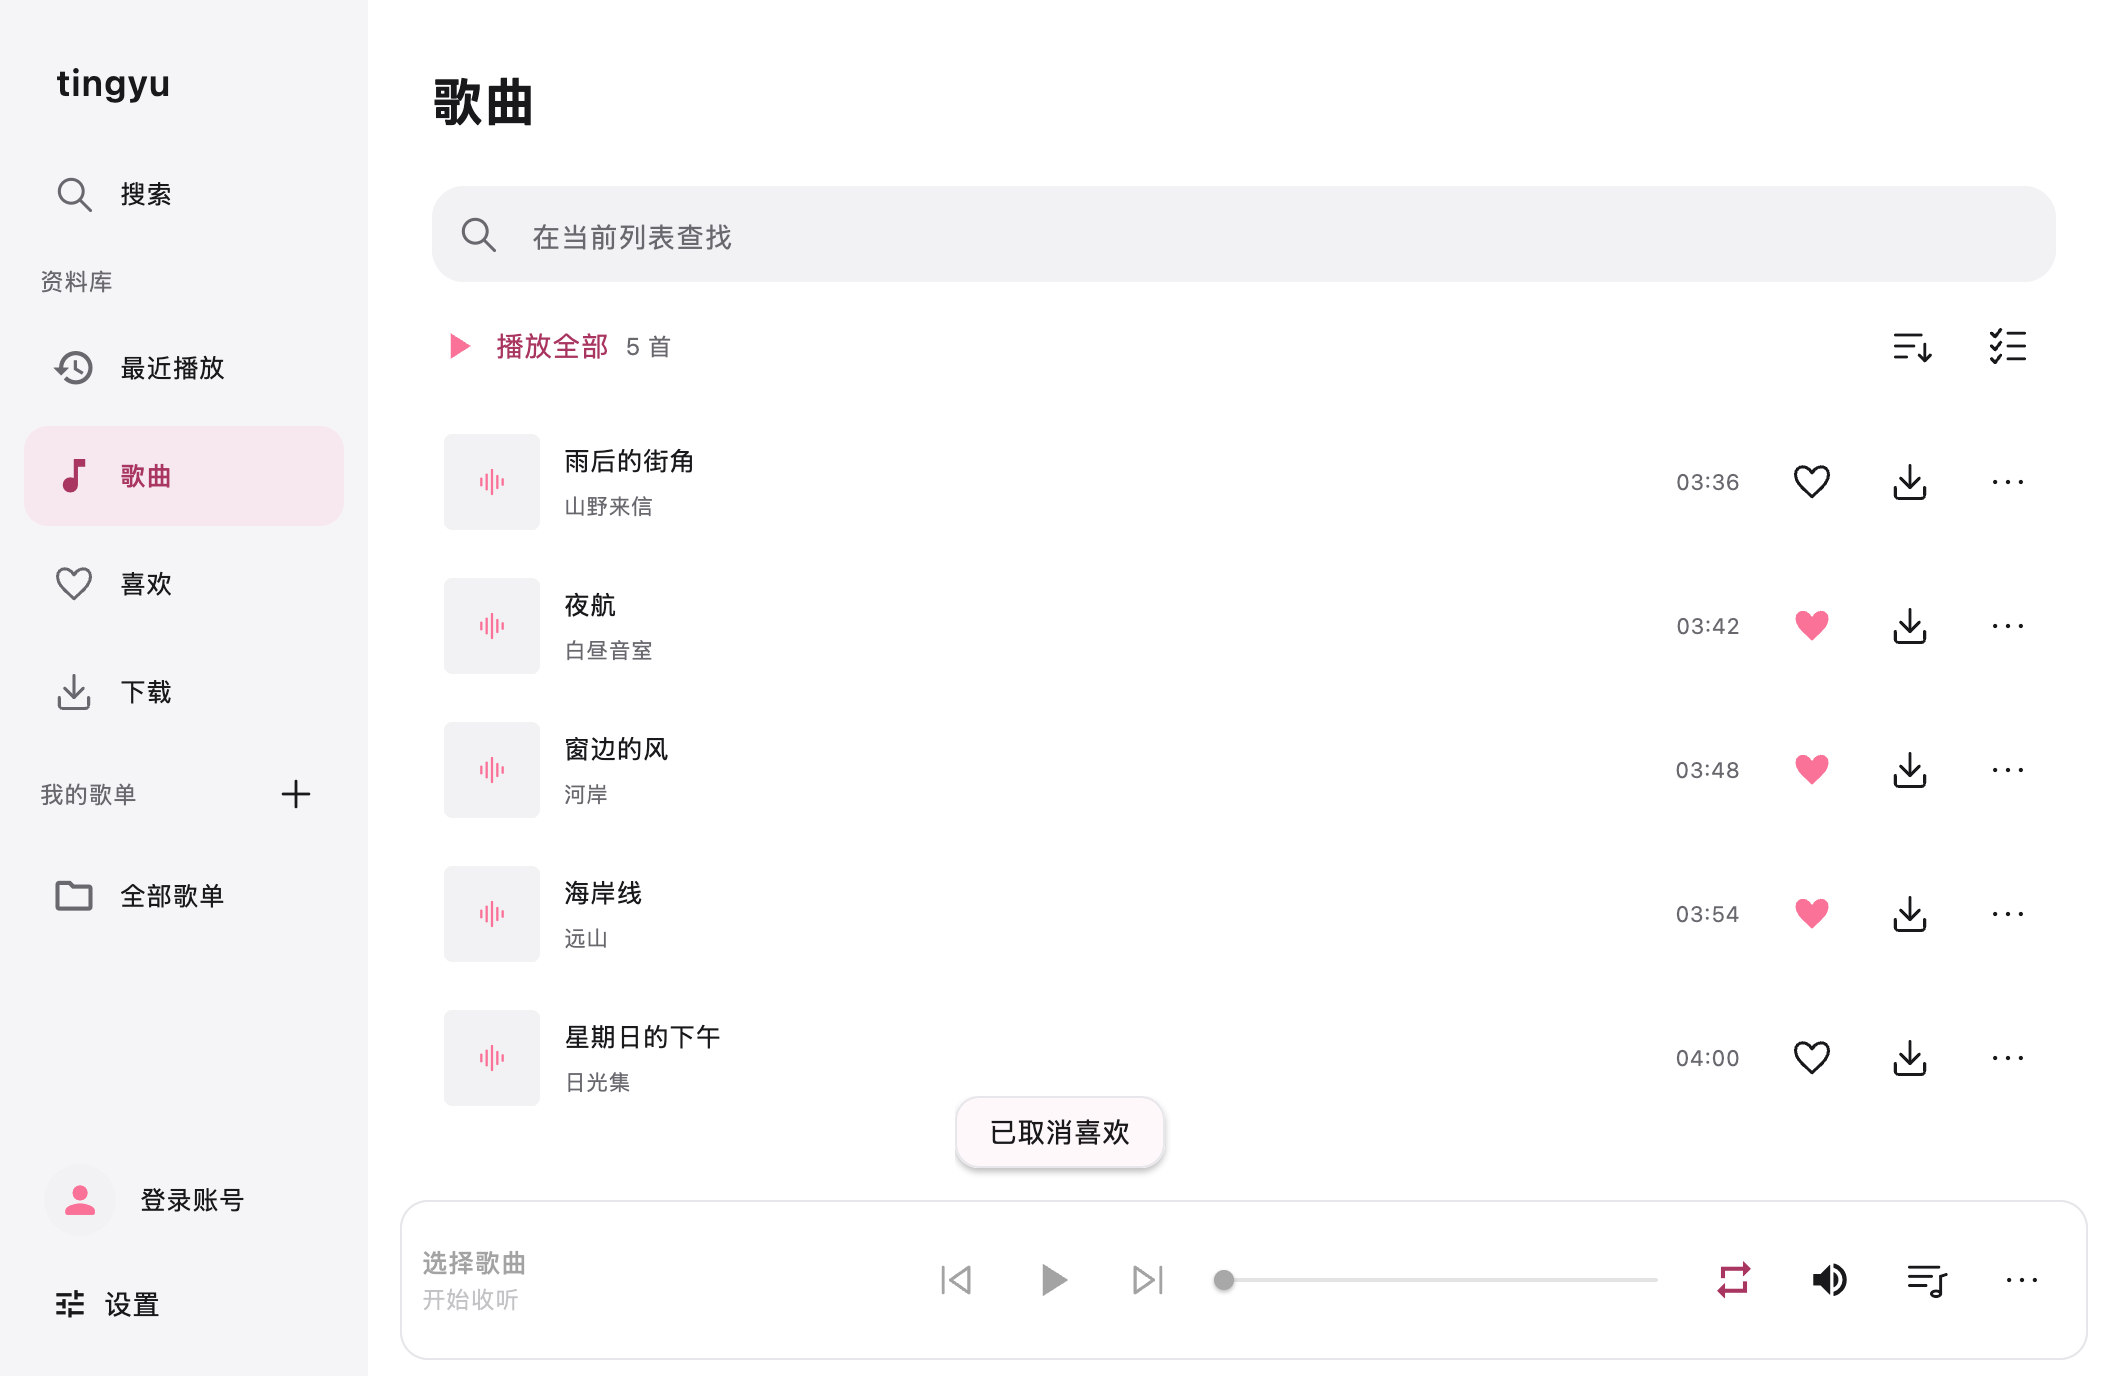 tingyu
搜索
资料库
最近播放
歌曲
喜欢
下载
我的歌单
全部歌单
登录账号
设置
歌曲
在当前列表查找
播放全部 5 首
雨后的街角
山野来信
03:36
夜航
白昼音室
03:42
窗边的风
河岸
03:48
海岸线
远山
03:54
星期日的下午
日光集
04:00
已取消喜欢
选择歌曲
开始收听